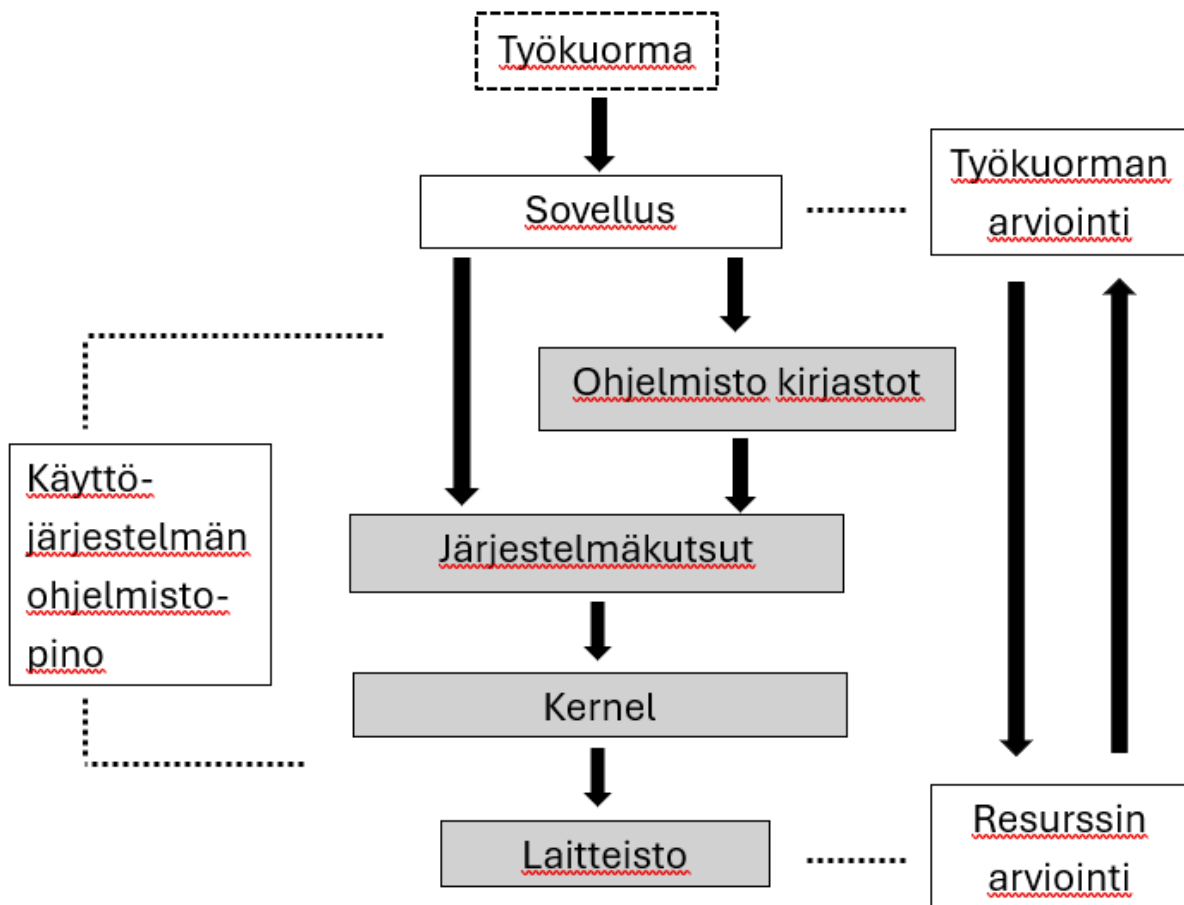 Työkuorma
Sovellus
Työkuorman
arviointi
Ohjelmisto kirjastot
Käyttö-
järjestelmän
ohjelmisto-
pino
Järjestelmäkutsut
Kernel
Laitteisto
Resurssin
arviointi